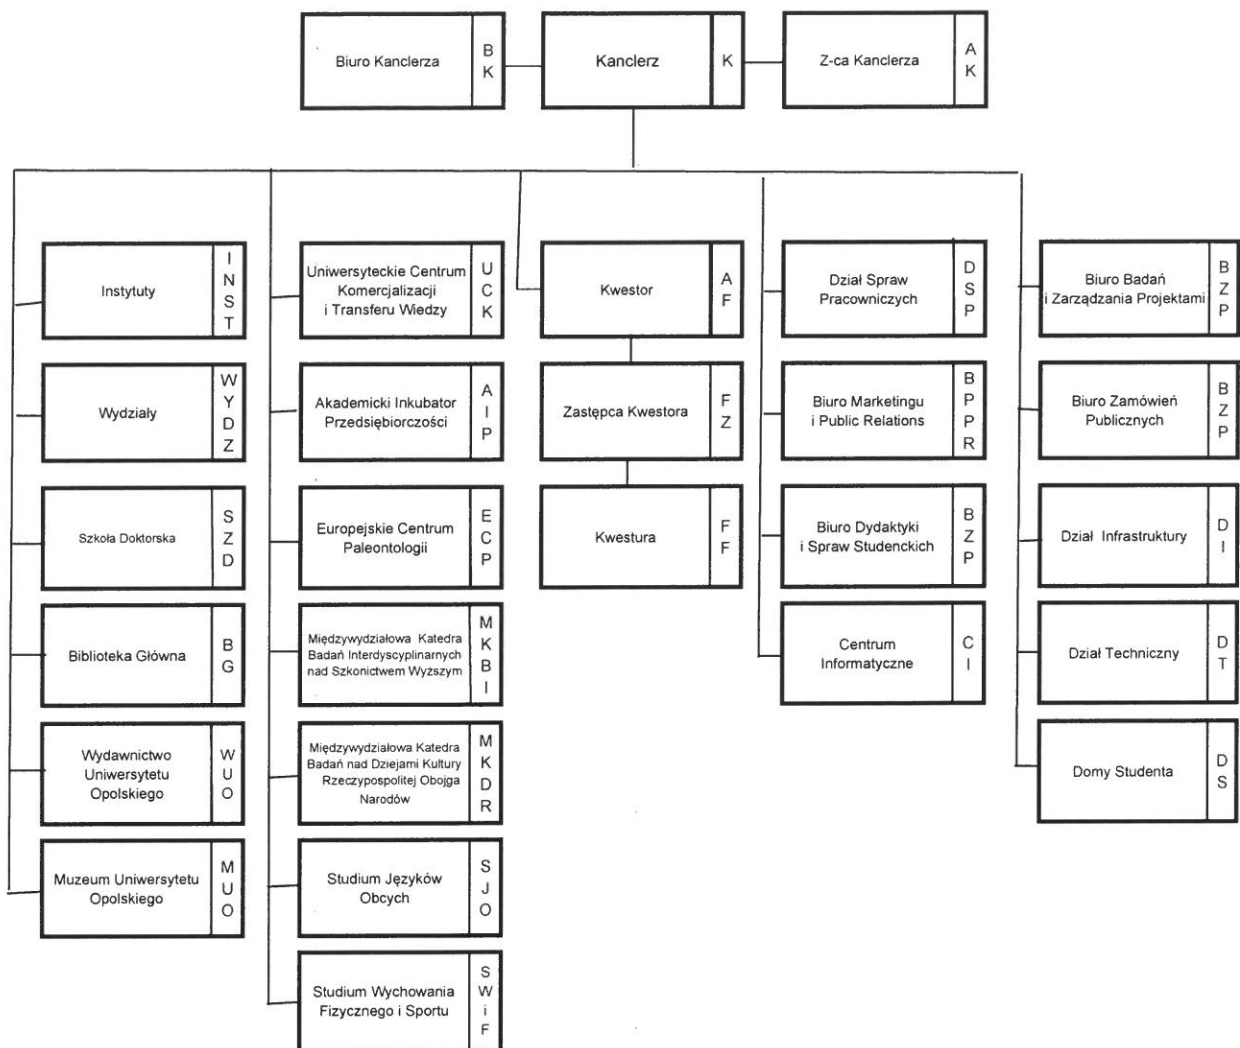 Biuro Kanclerza
BK
Kanclerz
K
Z-ca Kanclerza
AK
Instytuty
INST
Wydziały
WYDZ
Szkoła Doktorska
SZD
Biblioteka Główna
BG
Wydawnictwo
Uniwersytetu
Opolskiego
WUO
Muzeum Uniwersytetu
Opolskiego
MUO
Uniwersyteckie Centrum
Komercjalizacji
i Transferu Wiedzy
UCK
Akademicki Inkubator
Przedsiębiorczości
AIP
Europejskie Centrum
Paleontologii
ECP
Międzywydziałowa Katedra
Badań Interdyscyplinarnych
nad Szkonictwem Wyższym
MKBI
Międzywydziałowa Katedra
Badań nad Dziejami Kultury
Rzeczypospolitej Obojga
Narodów
MKDR
Studium Języków
Obcych
SJO
Studium Wychowania
Fizycznego i Sportu
SWiF
Kwestor
AF
Zastępca Kwestora
FZ
Kwestura
FF
Dział Spraw
Pracowniczych
DSP
Biuro Marketingu
i Public Relations
BPPR
Biuro Dydaktyki
i Spraw Studenckich
BZP
Centrum
Informatyczne
CI
Biuro Badań
i Zarządzania Projektami
BZP
Biuro Zamówień
Publicznych
BZP
Dział Infrastruktury
DI
Dział Techniczny
DT
Domy Studenta
DS